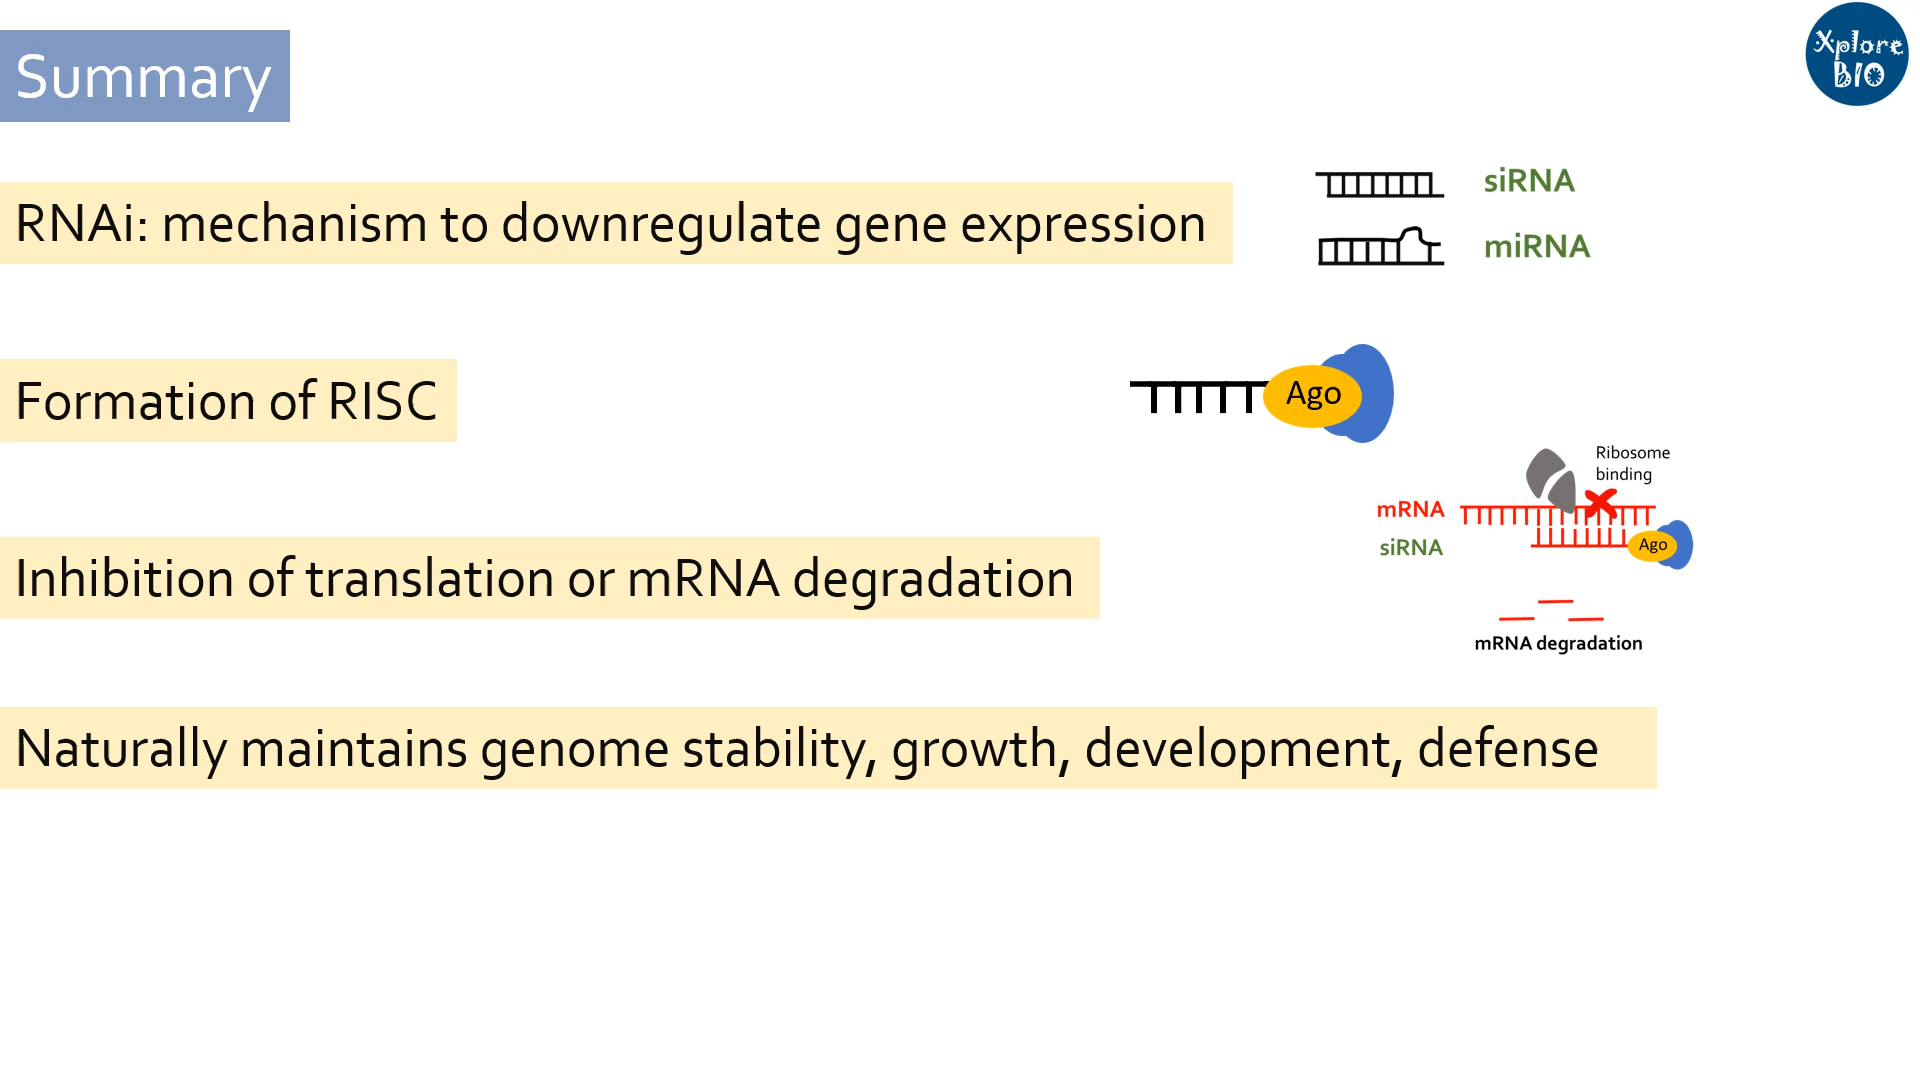 Summary
Xplore
BIO
RNAi: mechanism to downregulate gene expression
siRNA
miRNA
Formation of RISC
Ago
Ribosome
binding
mRNA
siRNA
Ago
Inhibition of translation or mRNA degradation
mRNA degradation
Naturally maintains genome stability, growth, development, defense